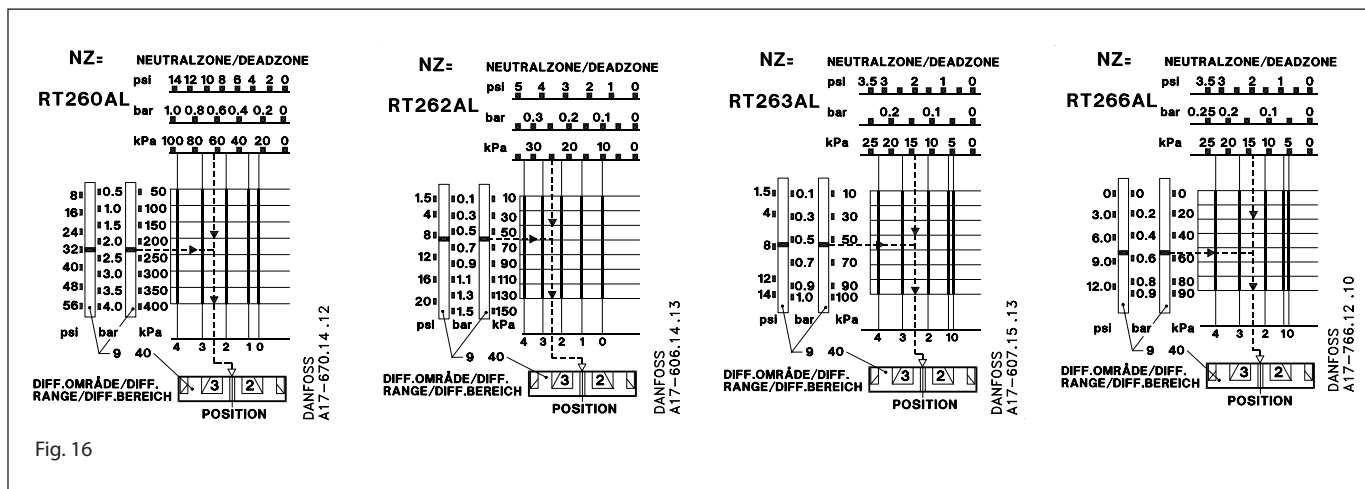 NZ= NEUTRALZONE/DEADZONE
RT260AL
psi 14 12 10 8 6 4 2 0
bar 1.0 0.8 0.6 0.4 0.2 0
kPa 100 80 60 40 20 0
8 0.5 50
16 1.0 100
24 1.5 150
32 2.0 200
40 2.5 250
48 3.0 300
56 3.5 350
4.0 400
psi bar kPa
4 3 2 1 0
9 40
DIFF.OMRÅDE/DIFF. 3 2
RANGE/DIFF.BEREICH
POSITION
DANFOSS
A17-670.14.12
NZ= NEUTRALZONE/DEADZONE
RT262AL
psi 5 4 3 2 1 0
bar 0.3 0.2 0.1 0
kPa 30 20 10 0
1.5 0.1 10
4 0.3 30
8 0.5 50
0.7 70
12 0.9 90
16 1.1 110
20 1.3 130
1.5 150
psi bar kPa
4 3 2 1 0
9 40
DIFF.OMRÅDE/DIFF. 3 2
RANGE/DIFF.BEREICH
POSITION
DANFOSS
A17-606.14.13
NZ= NEUTRALZONE/DEADZONE
RT263AL
psi 3.5 3 2 1 0
bar 0.2 0.1 0
kPa 25 20 15 10 5 0
1.5 0.1 10
4 0.3 30
8 0.5 50
0.7 70
12 0.9 90
14 1.0 100
psi bar kPa
4 3 2 10
9 40
DIFF.OMRÅDE/DIFF. 3 2
RANGE/DIFF.BEREICH
POSITION
DANFOSS
A17-607.15.13
NZ= NEUTRALZONE/DEADZONE
RT266AL
psi 3.5 3 2 1 0
bar 0.25 0.2 0.1 0
kPa 25 20 15 10 5 0
0 0 0
3.0 0.2 20
6.0 0.4 40
9.0 0.6 60
12.0 0.8 80
0.9 90
psi bar kPa
4 3 2 10
9 40
DIFF.OMRÅDE/DIFF. 3 2
RANGE/DIFF.BEREICH
POSITION
DANFOSS
A17-766.12.10
Fig. 16